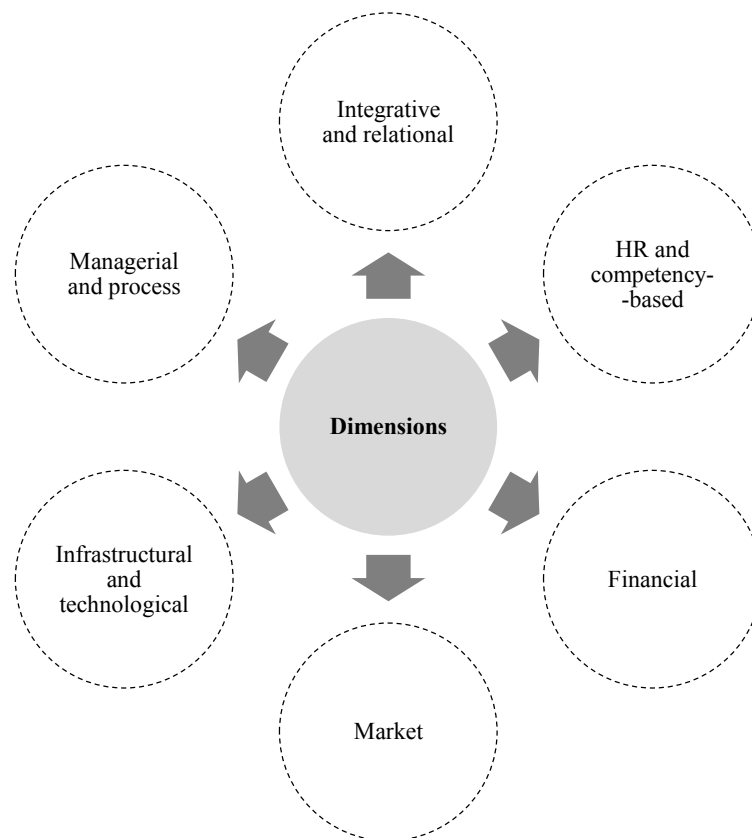 Integrative
and relational
HR and
competency-
-based
Financial
Market
Infrastructural
and
technological
Managerial
and process
Dimensions